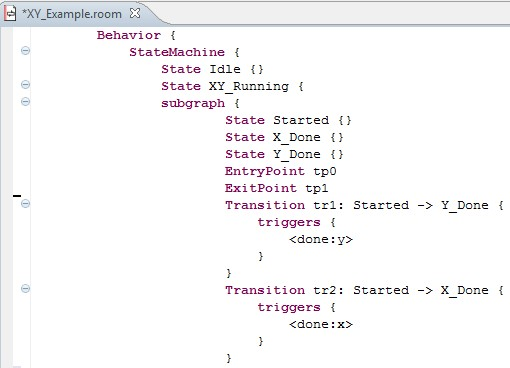 *XY_Example.room
Behavior {
StateMachine {
State Idle {}
State XY_Running {
subgraph {
State Started {}
State X_Done {}
State Y_Done {}
EntryPoint tp0
ExitPoint tp1
Transition tr1: Started -> Y_Done {
triggers {
<done:y>
}
}
Transition tr2: Started -> X_Done {
triggers {
<done:x>
}
}